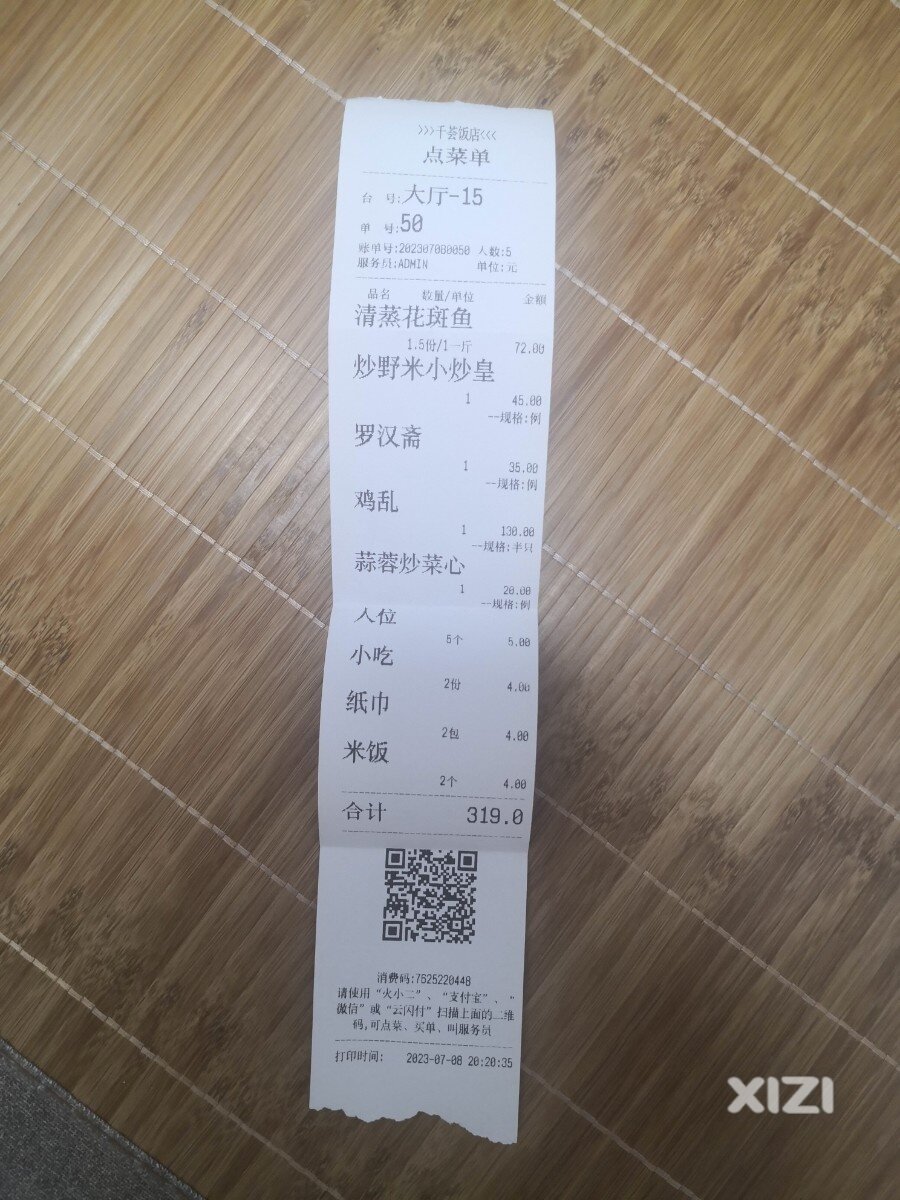 >>>千荟饭店<<<
点菜单
台 号:大厅-15
单 号:50
账单号:202307080050 人数:5
服务员:ADMIN 单位:元
品名 数量/单位 金额
清蒸花斑鱼
1.5份/1一斤 72.00
炒野米小炒皇
1 45.00
--规格:例
罗汉斋
1 35.00
--规格:例
鸡乱
1 130.00
--规格:半只
蒜蓉炒菜心
1 20.00
--规格:例
人位
5个 5.00
小吃
2份 4.00
纸巾
2包 4.00
米饭
2个 4.00
合计 319.0
消费码:7625220448
请使用“火小二”、“支付宝”、“
微信”或“云闪付”扫描上面的二维
码,可点菜、买单、叫服务员
打印时间: 2023-07-08 20:20:35
XIZI